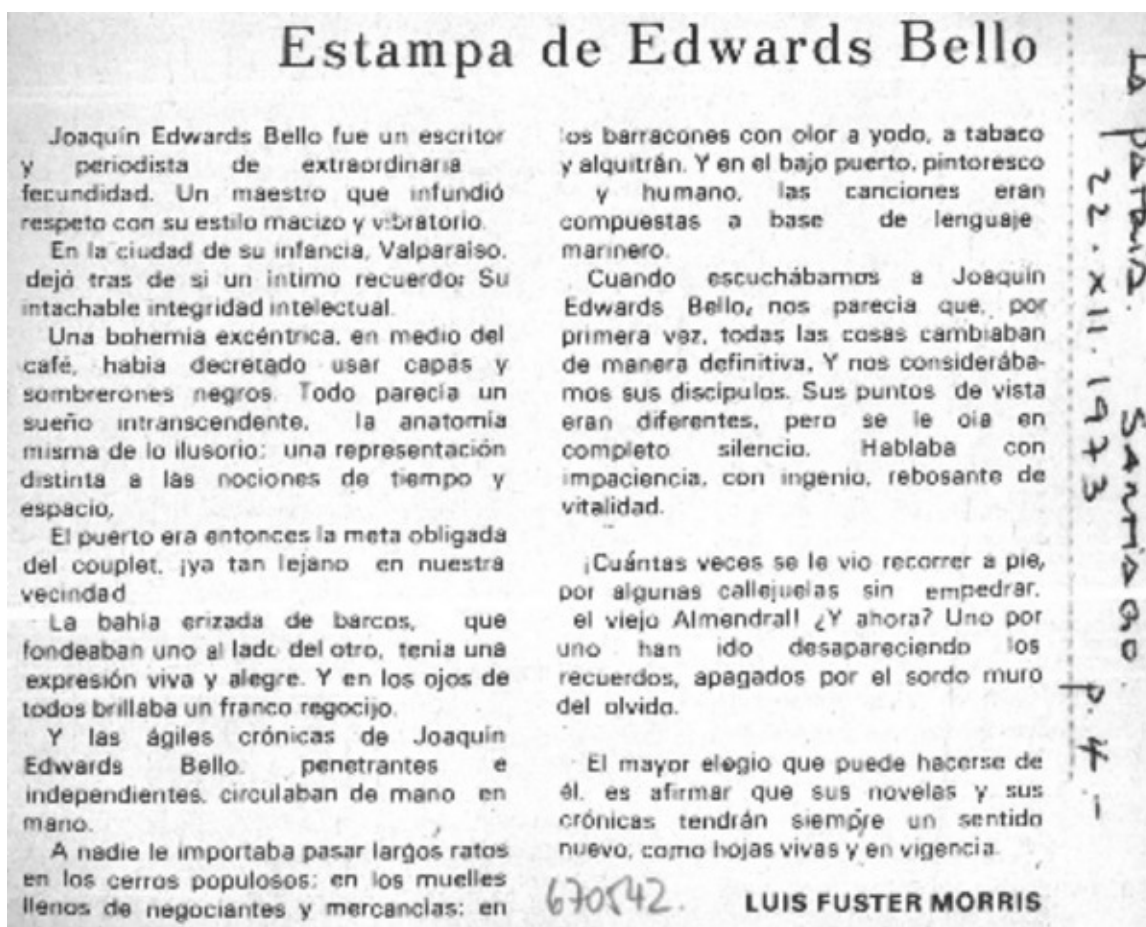 Estampa de Edwards Bello
Joaquín Edwards Bello fue un escritor
y periodista de extraordinaria
fecundidad. Un maestro que infundió
respeto con su estilo macizo y vibratorio.
En la ciudad de su infancia, Valparaíso,
dejó tras de si un íntimo recuerdo: Su
intachable integridad intelectual.
Una bohemia excéntrica, en medio del
café, habia decretado usar capas y
sombrerones negros. Todo parecia un
sueño intranscendente, la anatomia
misma de lo ilusorio: una representación
distinta a las nociones de tiempo y
espacio.
El puerto era entonces la meta obligada
del couplet, ¡ya tan lejano en nuestra
vecindad
La bahia erizada de barcos, que
fondeaban uno al lado del otro, tenia una
expresión viva y alegre. Y en los ojos de
todos brillaba un franco regocijo.
Y las ágiles crónicas de Joaquin
Edwards Bello, penetrantes e
independientes, circulaban de mano en
mano.
A nadie le importaba pasar largos ratos
en los cerros populosos; en los muelles
llenos de negociantes y mercancías; en
los barracones con olor a yodo, a tabaco
y alquitrán. Y en el bajo puerto, pintoresco
y humano, las canciones eran
compuestas a base de lenguaje
marinero.
Cuando escuchábamos a Joaquín
Edwards Bello, nos parecia que, por
primera vez, todas las cosas cambiaban
de manera definitiva. Y nos considerába-
mos sus discípulos. Sus puntos de vista
eran diferentes, pero se le oia en
completo silencio. Hablaba con
impaciencia, con ingenio, rebosante de
vitalidad.
¡Cuántas veces se le vio recorrer a pie,
por algunas callejuelas sin empedrar,
el viejo Almendral! ¿Y ahora? Uno por
uno han ido desapareciendo los
recuerdos, apagados por el sordo muro
del olvido.
El mayor elogio que puede hacerse de
él, es afirmar que sus novelas y sus
crónicas tendrán siempre un sentido
nuevo, como hojas vivas y en vigencia.
670542.
LUIS FUSTER MORRIS
La Patria. Santiago p. 4.-
22.XII.1973